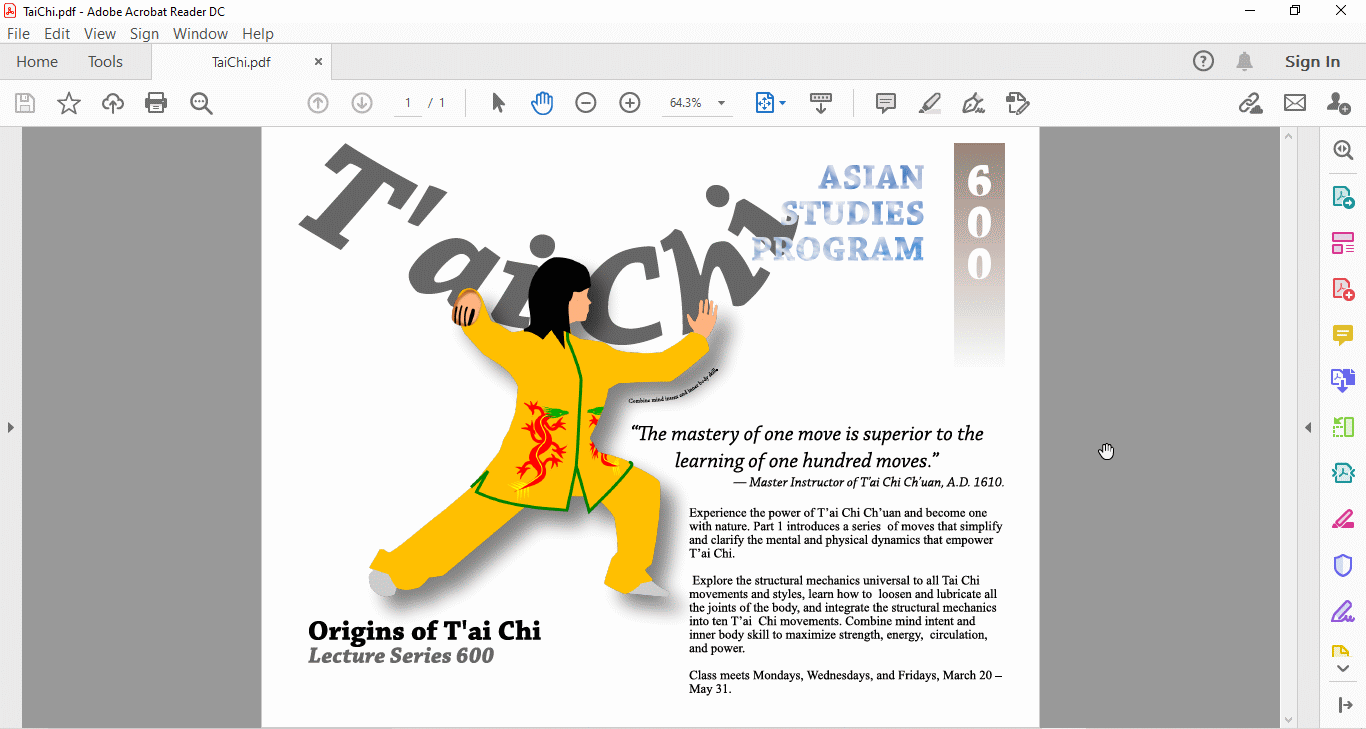 TaiChi.pdf - Adobe Acrobat Reader DC
File Edit View Sign Window Help
Home Tools TaiChi.pdf × Sign In
1 / 1 64.3%
T'ai Chi
ASIAN
STUDIES
PROGRAM
600
Combine mind intent and inner body skill.
“The mastery of one move is superior to the
learning of one hundred moves.”
— Master Instructor of T'ai Chi Ch'uan, A.D. 1610.
Experience the power of T’ai Chi Ch’uan and become one
with nature. Part 1 introduces a series of moves that simplify
and clarify the mental and physical dynamics that empower
T’ai Chi.
Explore the structural mechanics universal to all Tai Chi
movements and styles, learn how to loosen and lubricate all
the joints of the body, and integrate the structural mechanics
into ten T’ai Chi movements. Combine mind intent and
inner body skill to maximize strength, energy, circulation,
and power.
Class meets Mondays, Wednesdays, and Fridays, March 20 –
May 31.
Origins of T'ai Chi
Lecture Series 600